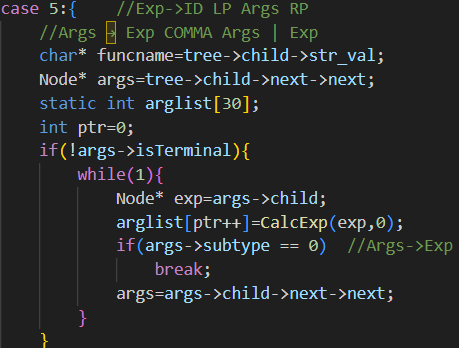 case 5:{    //Exp->ID LP Args RP
    //Args → Exp COMMA Args | Exp
    char* funcname=tree->child->str_val;
    Node* args=tree->child->next->next;
    static int arglist[30];
    int ptr=0;
    if(!args->isTerminal){
        while(1){
            Node* exp=args->child;
            arglist[ptr++]=CalcExp(exp,0);
            if(args->subtype == 0)  //Args->Exp
                break;
            args=args->child->next->next;
        }
    }